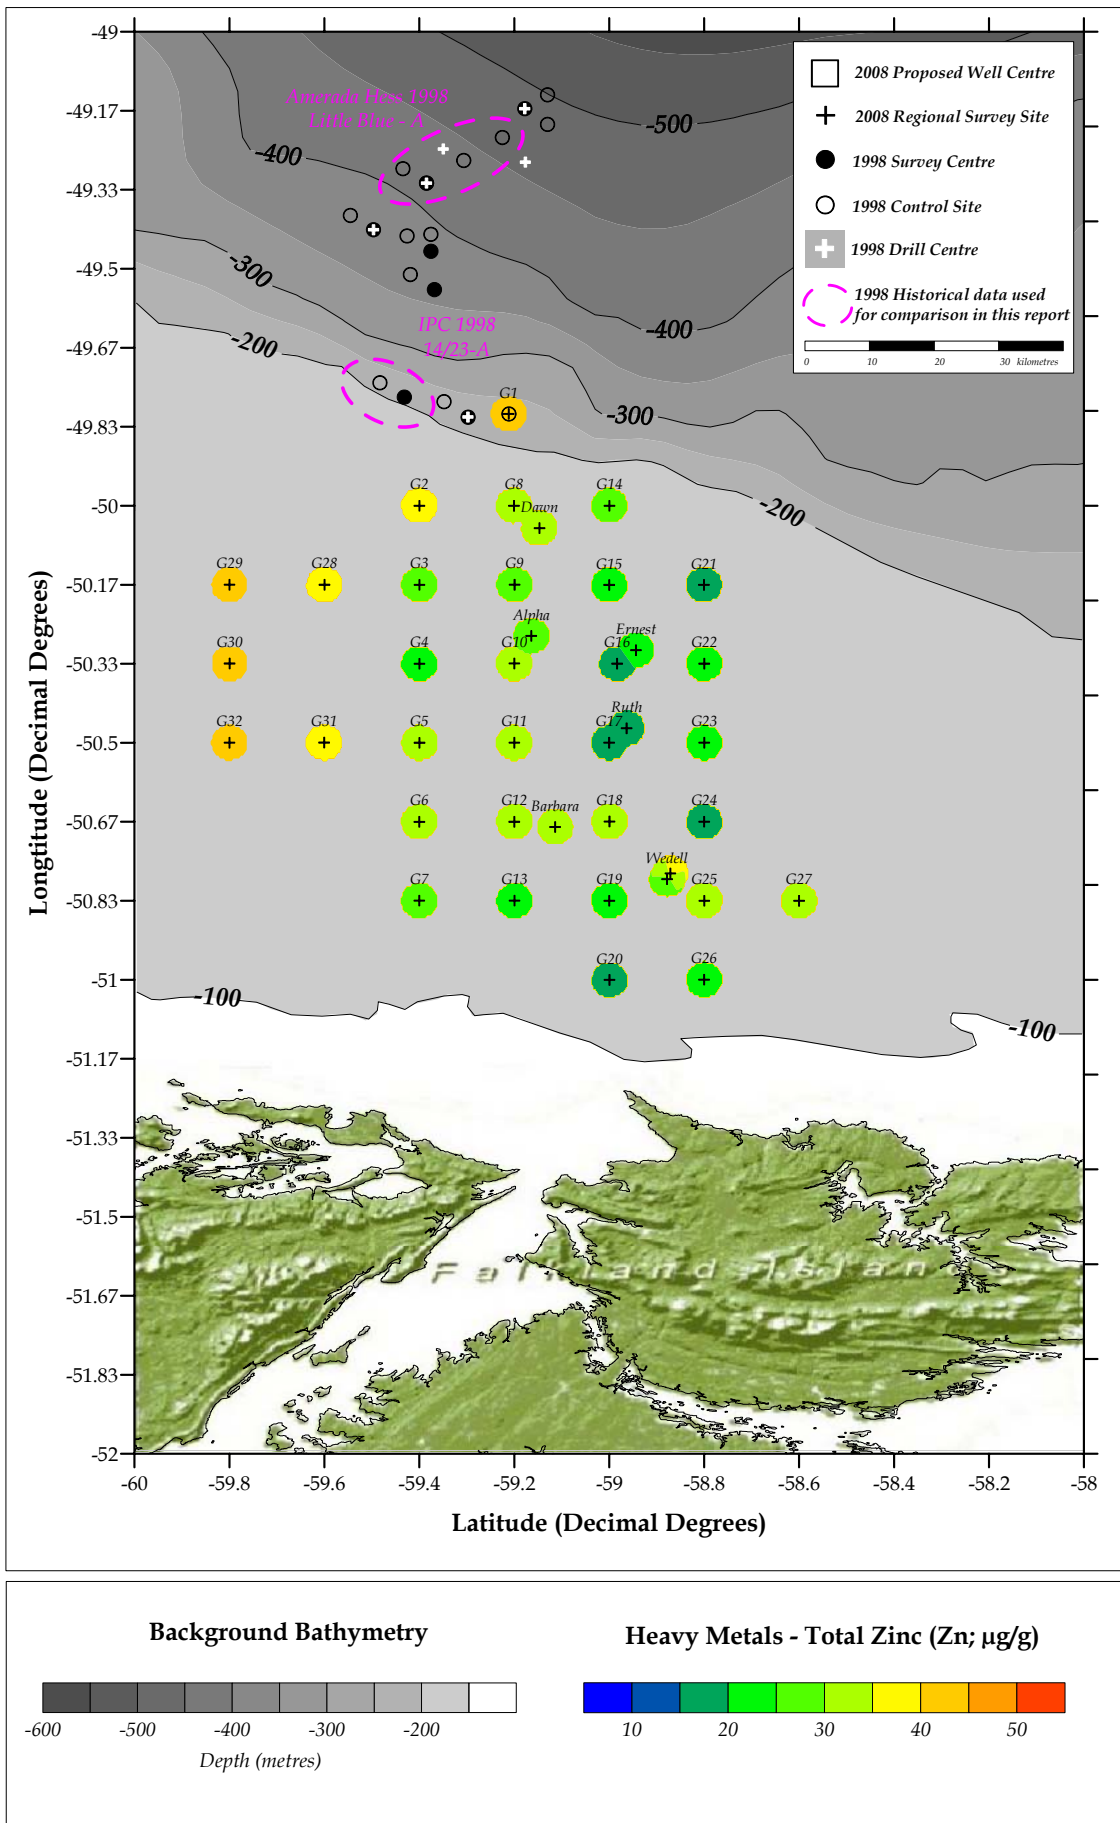 -49
-49.17
-49.33
-49.5
-49.67
-49.83
-50
-50.17
-50.33
-50.5
-50.67
-50.83
-51
-51.17
-51.33
-51.5
-51.67
-51.83
-52
Longtitude (Decimal Degrees)
Amerada Hess 1998
Little Blue - A
-500
-400
-300
-200
-400
IPC 1998
14/23-A
-300
-200
2008 Proposed Well Centre
2008 Regional Survey Site
1998 Survey Centre
1998 Control Site
1998 Drill Centre
1998 Historical data used
for comparison in this report
0 10 20 30 kilometres
G1
G2 G8 G14
Dawn
G29 G28 G3 G9 G15 G21
Alpha
Ernest
G30 G4 G10 G16 G22
Ruth
G32 G31 G5 G11 G17 G23
G6 G12 Barbara G18 G24
Wedell
G7 G13 G19 G25 G27
G20 G26
-100
-100
Falkland Islan
-60 -59.8 -59.6 -59.4 -59.2 -59 -58.8 -58.6 -58.4 -58.2 -58
Latitude (Decimal Degrees)
Background Bathymetry
-600 -500 -400 -300 -200
Depth (metres)
Heavy Metals - Total Zinc (Zn; µg/g)
10 20 30 40 50